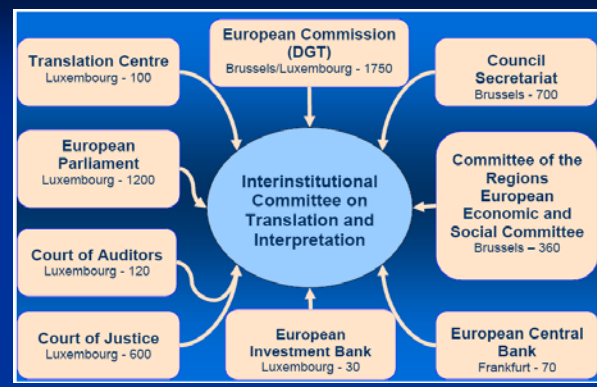 Translation Centre
Luxembourg - 100
European Commission
(DGT)
Brussels/Luxembourg - 1750
Council
Secretariat
Brussels - 700
European
Parliament
Luxembourg - 1200
Interinstitutional
Committee on
Translation and
Interpretation
Committee of the
Regions
European
Economic and
Social Committee
Brussels – 360
Court of Auditors
Luxembourg - 120
Court of Justice
Luxembourg - 600
European
Investment Bank
Luxembourg - 30
European Central
Bank
Frankfurt - 70